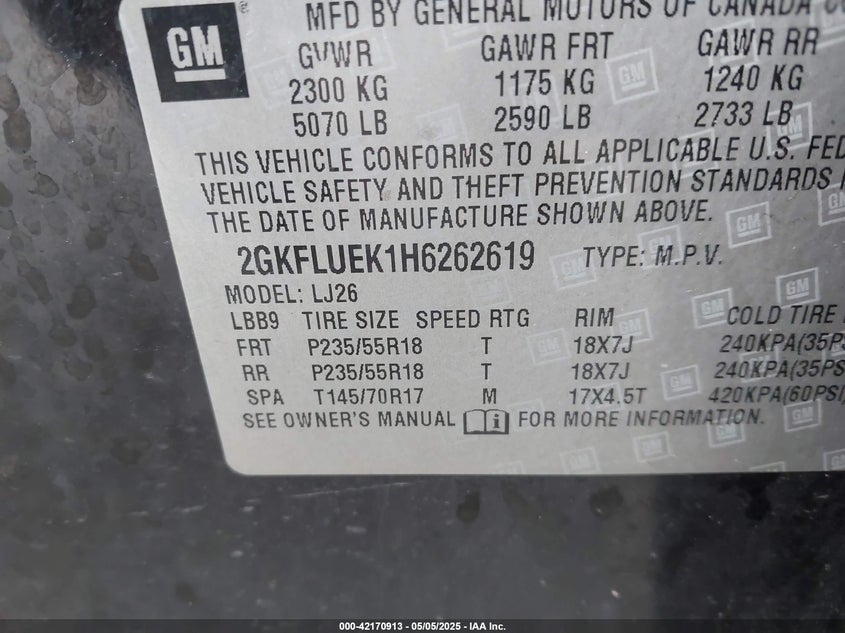 MFD BY GENERAL MOTORS OF CANADA CO
GM ®
GVWR GAWR FRT GAWR RR
2300 KG 1175 KG 1240 KG
5070 LB 2590 LB 2733 LB
THIS VEHICLE CONFORMS TO ALL APPLICABLE U.S. FED
VEHICLE SAFETY AND THEFT PREVENTION STANDARDS
THE DATE OF MANUFACTURE SHOWN ABOVE.
2GKFLUEK1H6262619 TYPE: M.P.V.
MODEL: LJ26
LBB9 TIRE SIZE SPEED RTG RIM COLD TIRE
FRT P235/55R18 T 18X7J 240KPA(35PS
RR P235/55R18 T 18X7J 240KPA(35PS
SPA T145/70R17 M 17X4.5T 420KPA(60PSI)
SEE OWNER'S MANUAL FOR MORE INFORMATION.
000-42170913 - 05/05/2025 - IAA Inc.